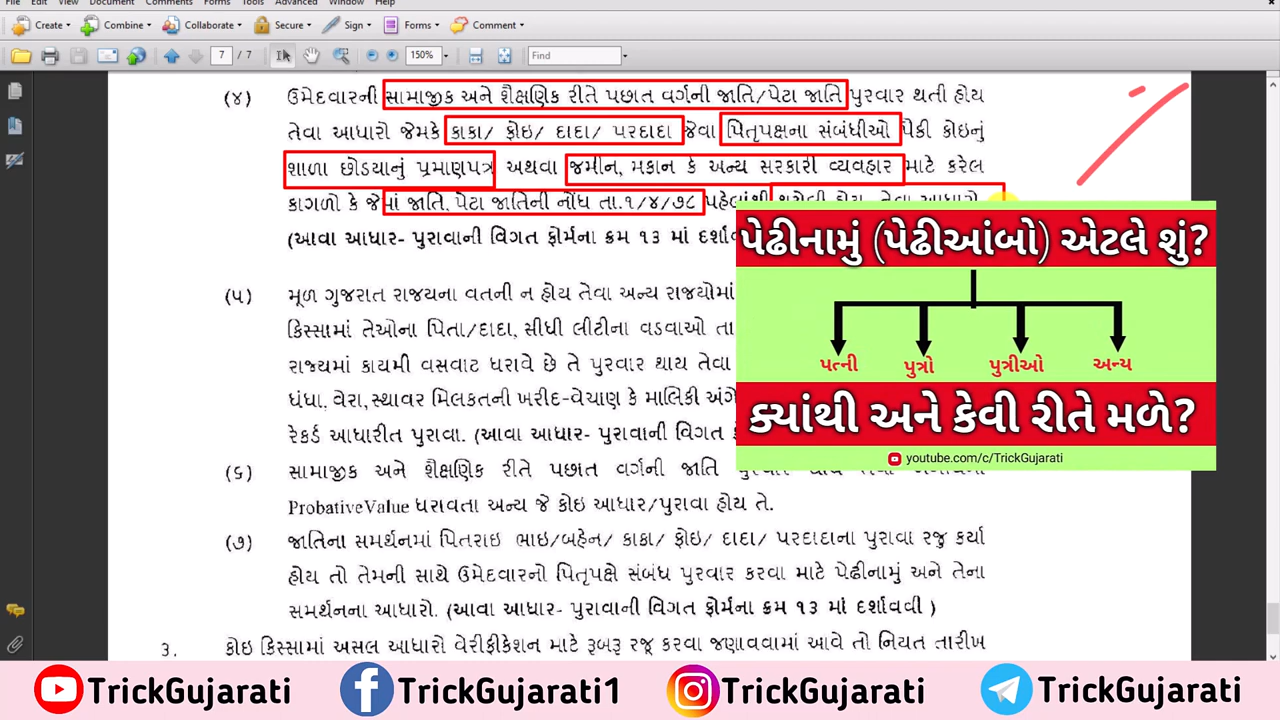 File Edit View Document Comments Forms Tools Advanced Window Help
Create Combine Collaborate Secure Sign Forms Comment
7 / 7 150% Find
(૪) ઉમેદવારની સામાજીક અને શૈક્ષણિક રીતે પછાત વર્ગની જાતિ/પેટા જાતિ પુરવાર થતી હોય
તેવા આધારો જેમકે કાકા/ ફોઇ/ દાદા/ પરદાદા જેવા પિતૃપક્ષના સંબંધીઓ પૈકી કોઇનું
શાળા છોડયાનું પ્રમાણપત્ર અથવા જમીન, મકાન કે અન્ય સરકારી વ્યવહાર માટે કરેલ
કાગળો કે જેમાં જાતિ, પેટા જાતિની નોંધ તા.૧/૪/૭૮ પહેલાંથી થયેલી હોય તેવા આધારો
(આવા આધાર- પુરાવાની વિગત ફોર્મના ક્રમ ૧૩ માં દર્શાવ
પેઢીનામું (પેઢીઆંબો) એટલે શું?
પત્ની પુત્રો પુત્રીઓ અન્ય
ક્યાંથી અને કેવી રીતે મળે?
youtube.com/c/TrickGujarati
(૫) મૂળ ગુજરાત રાજયના વતની ન હોય તેવા અન્ય રાજયોમાં
કિસ્સામાં તેઓના પિતા/દાદા, સીધી લીટીના વડવાઓ તા
રાજ્યમાં કાયમી વસવાટ ધરાવે છે તે પુરવાર થાય તેવા
ધંધા, વેરા, સ્થાવર મિલકતની ખરીદ-વેચાણ કે માલિકી અંગે
રેકર્ડ આધારીત પુરાવા. (આવા આધાર- પુરાવાની વિગત ફ
(૬) સામાજીક અને શૈક્ષણિક રીતે પછાત વર્ગની જાતિ
ProbativeValue ધરાવતા અન્ય જે કોઇ આધાર/પુરાવા હોય તે.
(૭) જાતિના સમર્થનમાં પિતરાઇ ભાઇ/બહેન/ કાકા/ ફોઇ/ દાદા/ પરદાદાના પુરાવા રજુ કર્યા
હોય તો તેમની સાથે ઉમેદવારનો પિતૃપક્ષે સંબંધ પુરવાર કરવા માટે પેઢીનામું અને તેના
સમર્થનના આધારો. (આવા આધાર- પુરાવાની વિગત ફોર્મના ક્રમ ૧૩ માં દર્શાવવી )
3. કોઇ કિસ્સામાં અસલ આધારો વેરીફીકેશન માટે રૂબરૂ રજૂ કરવા જણાવવામાં આવે તો નિયત તારીખ
TrickGujarati TrickGujarati1 TrickGujarati TrickGujarati